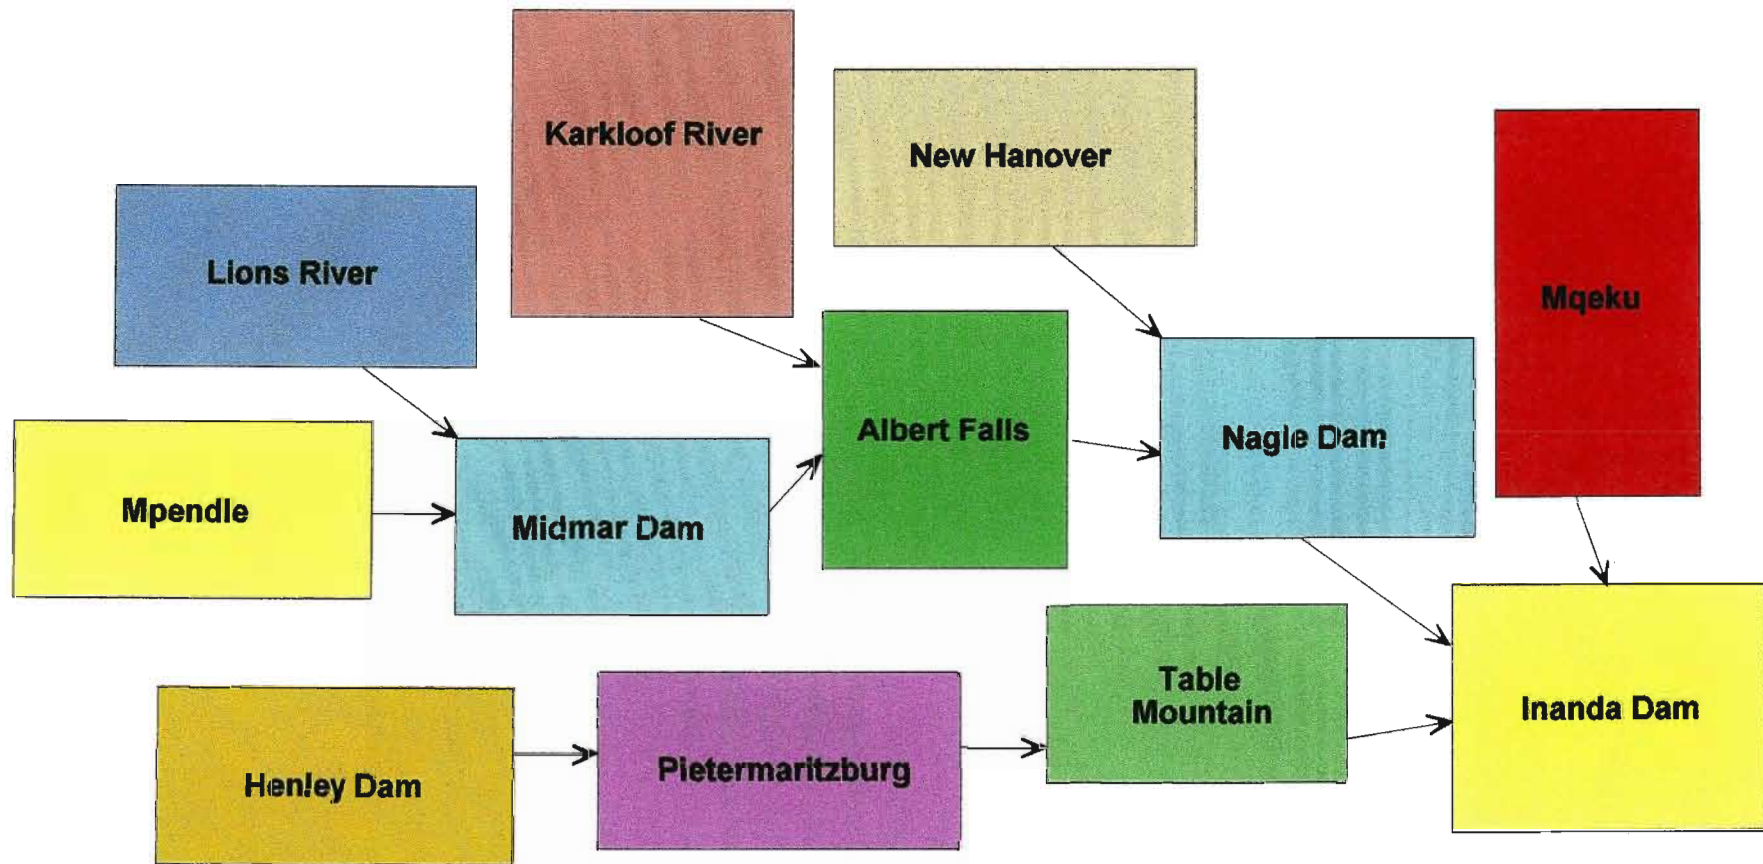 Karkloof River
New Hanover
Lions River
Mqeku
Albert Falls
Nagle Dam
Mpendle
Midmar Dam
Table
Mountain
Inanda Dam
Pietermaritzburg
Henley Dam